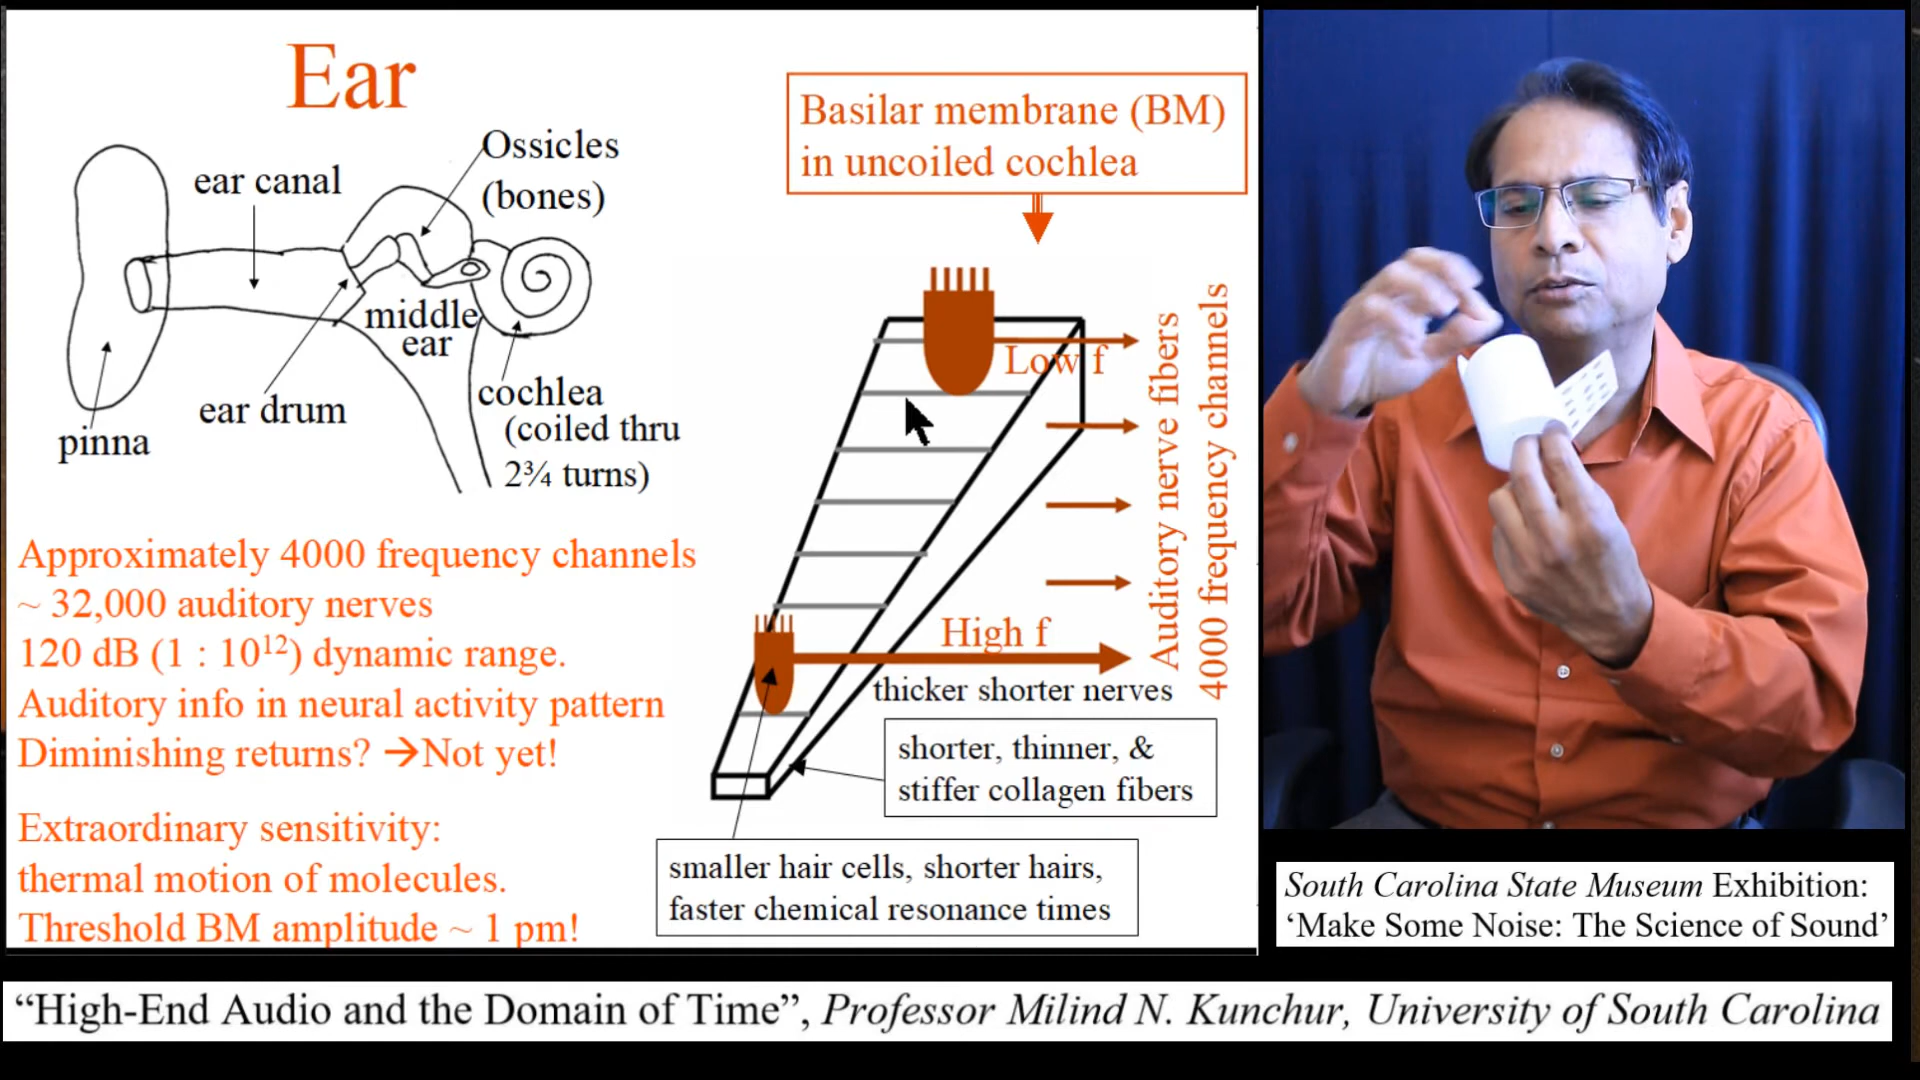 Ear
Ossicles
(bones)
ear canal
middle
ear
ear drum
pinna
cochlea
(coiled thru
2¾ turns)
Approximately 4000 frequency channels
~ 32,000 auditory nerves
120 dB (1 : 10¹²) dynamic range.
Auditory info in neural activity pattern
Diminishing returns? →Not yet!
Extraordinary sensitivity:
thermal motion of molecules.
Threshold BM amplitude ~ 1 pm!
Basilar membrane (BM)
in uncoiled cochlea
Low f
High f
Auditory nerve fibers
4000 frequency channels
thicker shorter nerves
shorter, thinner, &
stiffer collagen fibers
smaller hair cells, shorter hairs,
faster chemical resonance times
South Carolina State Museum Exhibition:
‘Make Some Noise: The Science of Sound’
“High-End Audio and the Domain of Time”, Professor Milind N. Kunchur, University of South Carolina